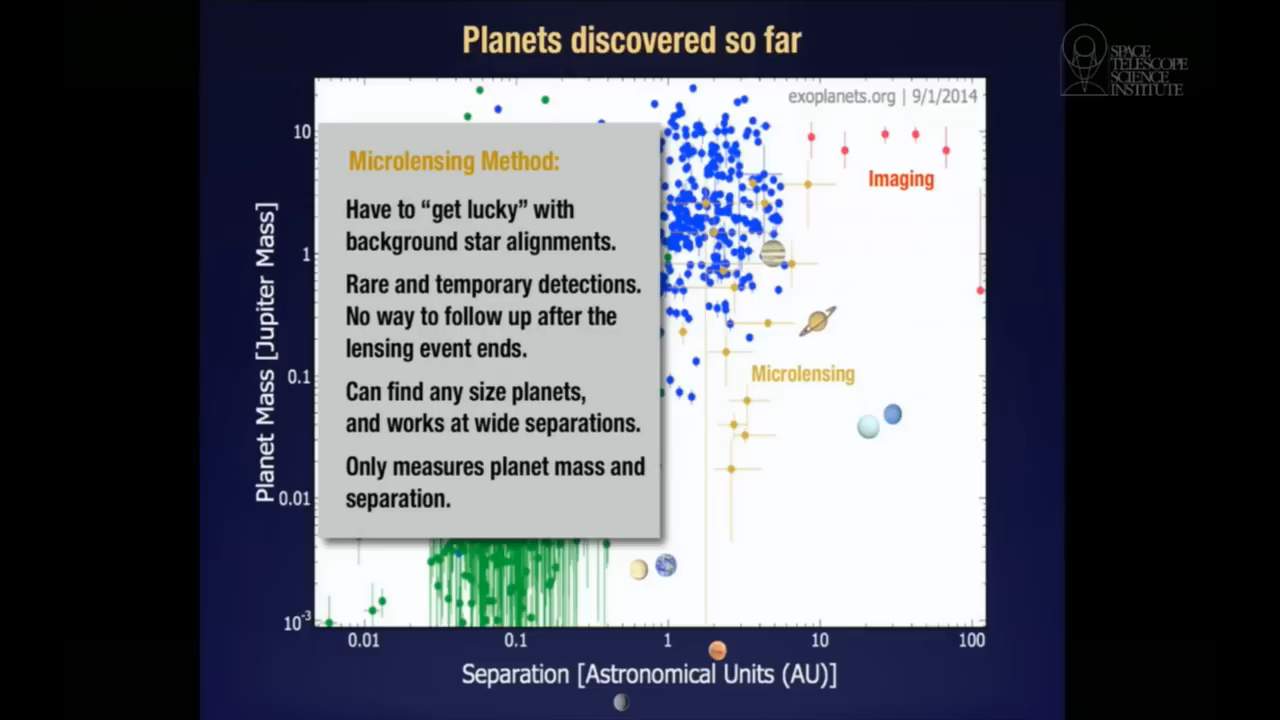 Planets discovered so far
SPACE
TELESCOPE
SCIENCE
INSTITUTE
exoplanets.org | 9/1/2014
Planet Mass [Jupiter Mass]
10
1
0.1
0.01
10⁻³
Microlensing Method:
Have to “get lucky” with
background star alignments.
Rare and temporary detections.
No way to follow up after the
lensing event ends.
Can find any size planets,
and works at wide separations.
Only measures planet mass and
separation.
Imaging
Microlensing
0.01 0.1 1 10 100
Separation [Astronomical Units (AU)]